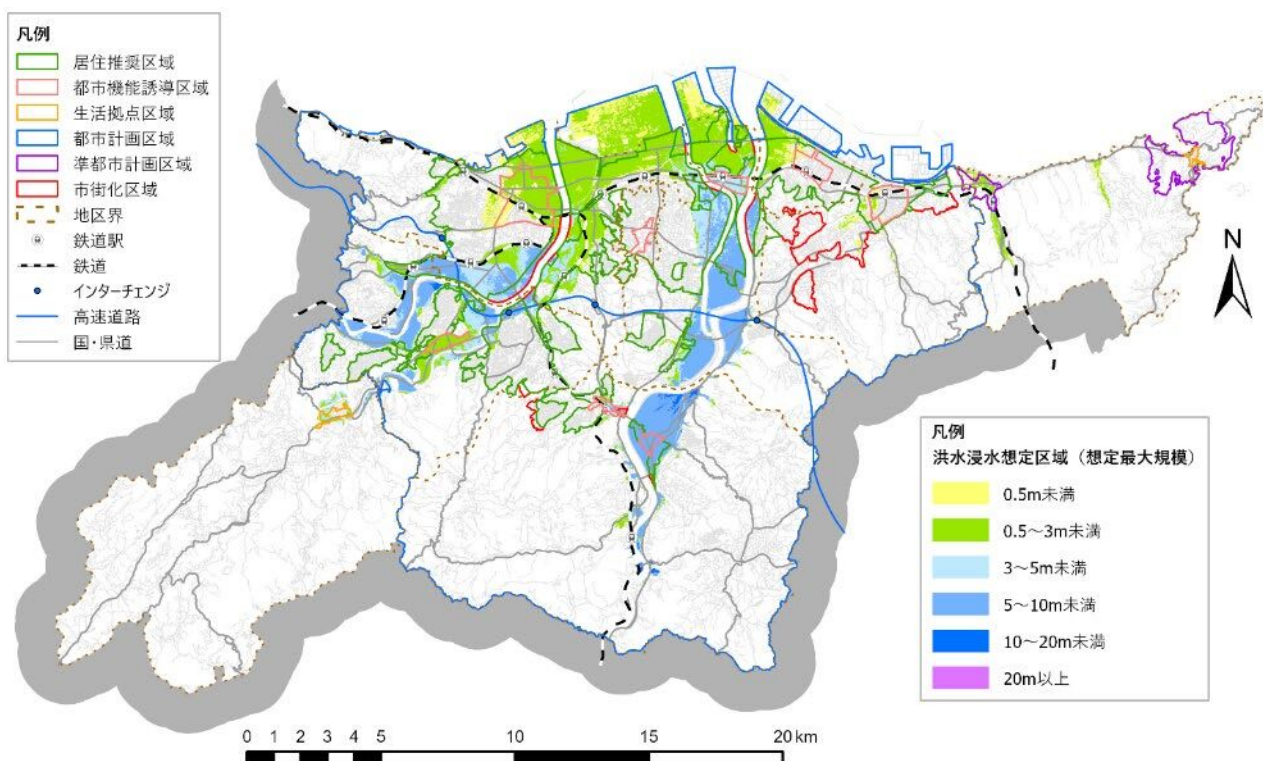 凡例
居住推奨区域
都市機能誘導区域
生活拠点区域
都市計画区域
準都市計画区域
市街化区域
地区界
鉄道駅
鉄道
インターチェンジ
高速道路
国・県道
N
凡例
洪水浸水想定区域（想定最大規模）
0.5m未満
0.5～3m未満
3～5m未満
5～10m未満
10～20m未満
20m以上
0 1 2 3 4 5 10 15 20 km